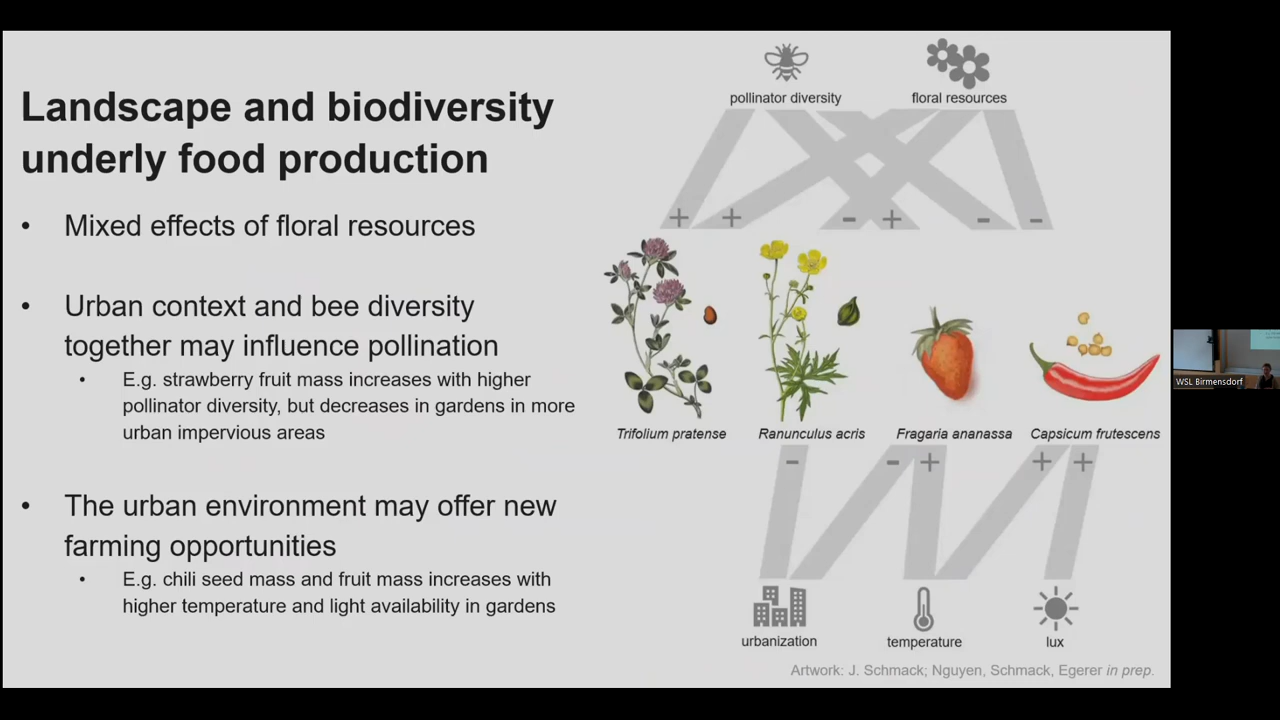 Landscape and biodiversity
underly food production
• Mixed effects of floral resources
• Urban context and bee diversity
together may influence pollination
• E.g. strawberry fruit mass increases with higher
pollinator diversity, but decreases in gardens in more
urban impervious areas
• The urban environment may offer new
farming opportunities
• E.g. chili seed mass and fruit mass increases with
higher temperature and light availability in gardens
pollinator diversity floral resources
+ + - + - -
Trifolium pratense Ranunculus acris Fragaria ananassa Capsicum frutescens
- - + + +
urbanization temperature lux
Artwork: J. Schmack; Nguyen, Schmack, Egerer in prep.
WSL Birmensdorf